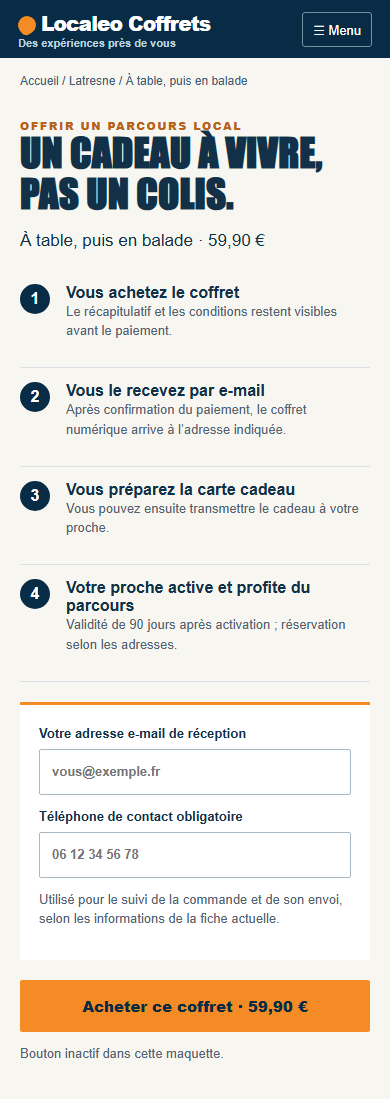 Localeo Coffrets
Des expériences près de vous
☰ Menu
Accueil / Latresne / À table, puis en balade
OFFRIR UN PARCOURS LOCAL
UN CADEAU À VIVRE,
PAS UN COLIS.
À table, puis en balade · 59,90 €
1
Vous achetez le coffret
Le récapitulatif et les conditions restent visibles
avant le paiement.
2
Vous le recevez par e-mail
Après confirmation du paiement, le coffret
numérique arrive à l'adresse indiquée.
3
Vous préparez la carte cadeau
Vous pouvez ensuite transmettre le cadeau à votre
proche.
4
Votre proche active et profite du
parcours
Validité de 90 jours après activation ; réservation
selon les adresses.
Votre adresse e-mail de réception
vous@exemple.fr
Téléphone de contact obligatoire
06 12 34 56 78
Utilisé pour le suivi de la commande et de son envoi,
selon les informations de la fiche actuelle.
Acheter ce coffret · 59,90 €
Bouton inactif dans cette maquette.